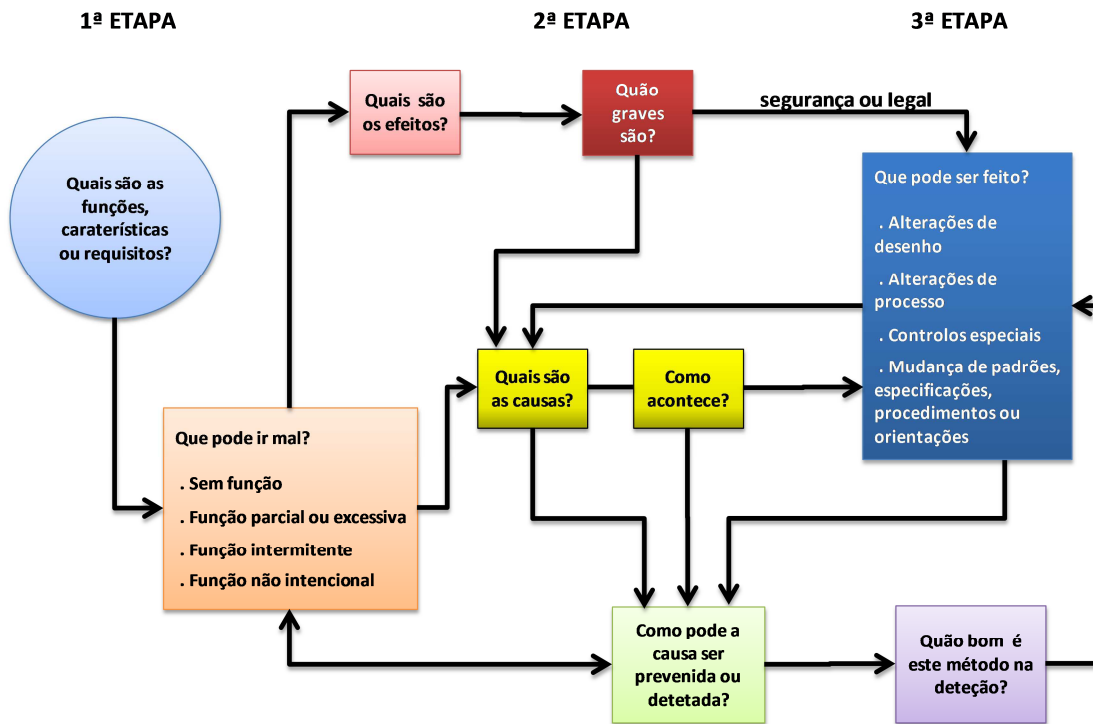 1ª ETAPA
2ª ETAPA
3ª ETAPA
Quais são
os efeitos?
Quão
graves
são?
segurança ou legal
Quais são as
funções,
caraterísticas
ou requisitos?
Que pode ser feito?
. Alterações de
desenho
. Alterações de
processo
. Controlos especiais
. Mudança de padrões,
especificações,
procedimentos ou
orientações
Quais são
as causas?
Como
acontece?
Que pode ir mal?
. Sem função
. Função parcial ou excessiva
. Função intermitente
. Função não intencional
Como pode a
causa ser
prevenida ou
detetada?
Quão bom é
este método na
deteção?